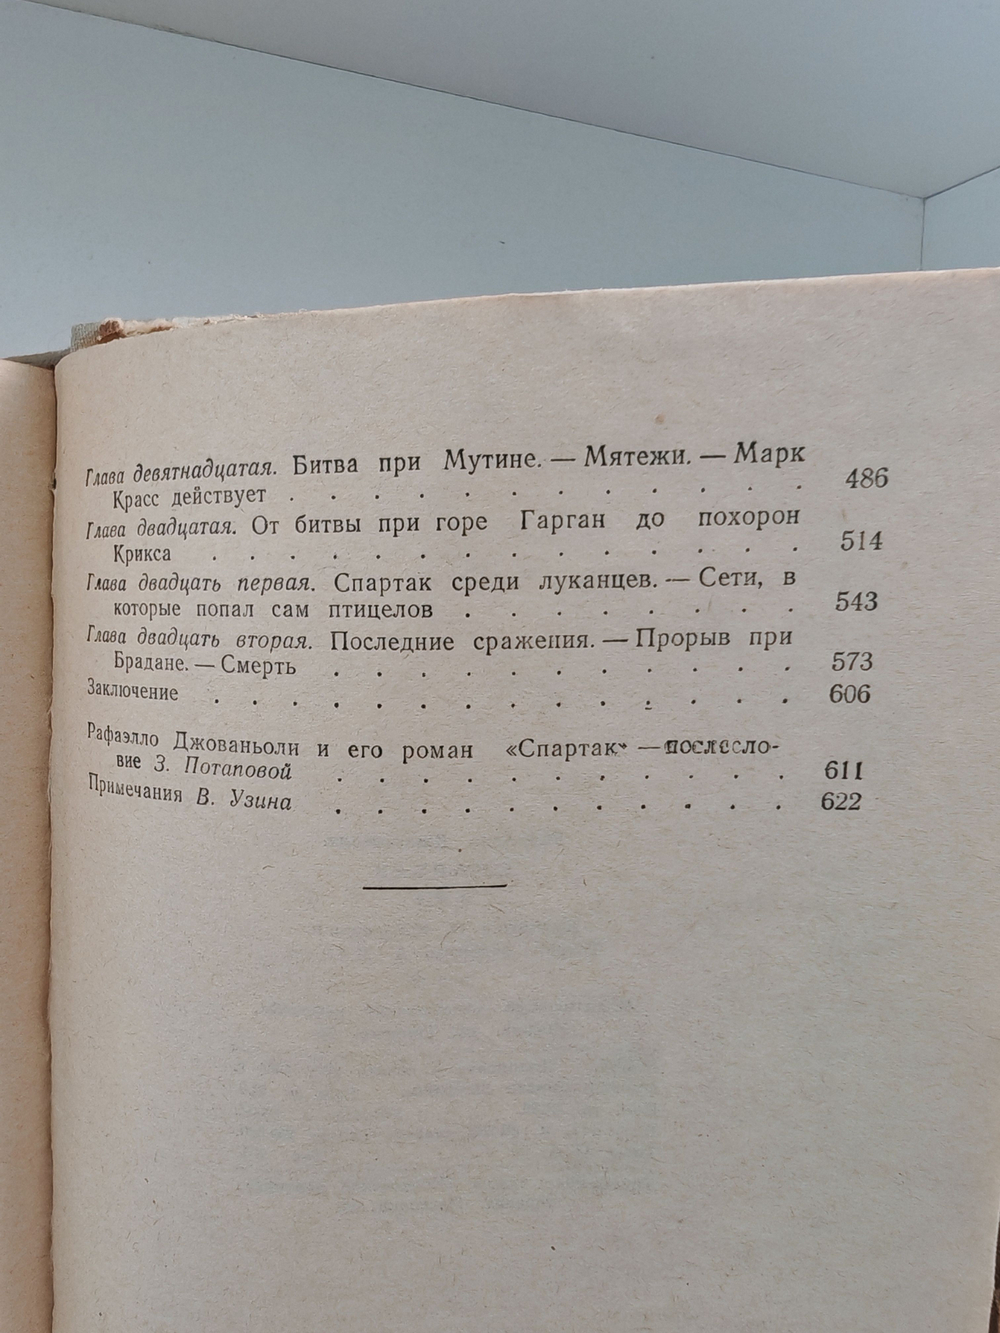 Глава девятнадцатая. Битва при Мутине. — Мятежи. — Марк
Красс действует . . . . . . . . . . . . 486
Глава двадцатая. От битвы при горе Гарган до похорон
Крикса . . . . . . . . . . . . . . 514
Глава двадцать первая. Спартак среди луканцев. — Сети, в
которые попал сам птицелов . . . . . . . . 543
Глава двадцать вторая. Последние сражения. — Прорыв при
Брадане. — Смерть . . . . . . . . . . . 573
Заключение . . . . . . . . . . . . . . 606
Рафаэлло Джованьоли и его роман «Спартак» — послесло-
вие З. Потаповой . . . . . . . . . . . 611
Примечания В. Узина . . . . . . . . . . . 622